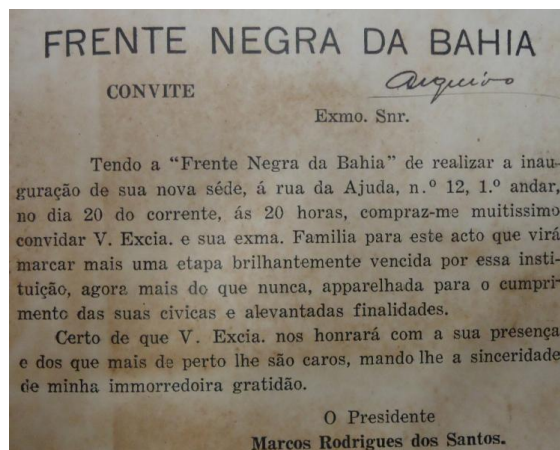 FRENTE NEGRA DA BAHIA
CONVITE
Arquivo
Exmo. Snr.
Tendo a “Frente Negra da Bahia” de realizar a inau-
guração de sua nova séde, á rua da Ajuda, n.º 12, 1.º andar,
no dia 20 do corrente, ás 20 horas, compraz-me muitissimo
convidar V. Excia. e sua exma. Familia para este acto que virá
marcar mais uma etapa brilhantemente vencida por essa insti-
tuição, agora mais do que nunca, apparelhada para o cumpri-
mento das suas civicas e alevantadas finalidades.
Certo de que V. Excia. nos honrará com a sua presença
e dos que mais de perto lhe são caros, mando lhe a sinceridade
de minha immorredoira gratidão.
O Presidente
Marcos Rodrigues dos Santos.